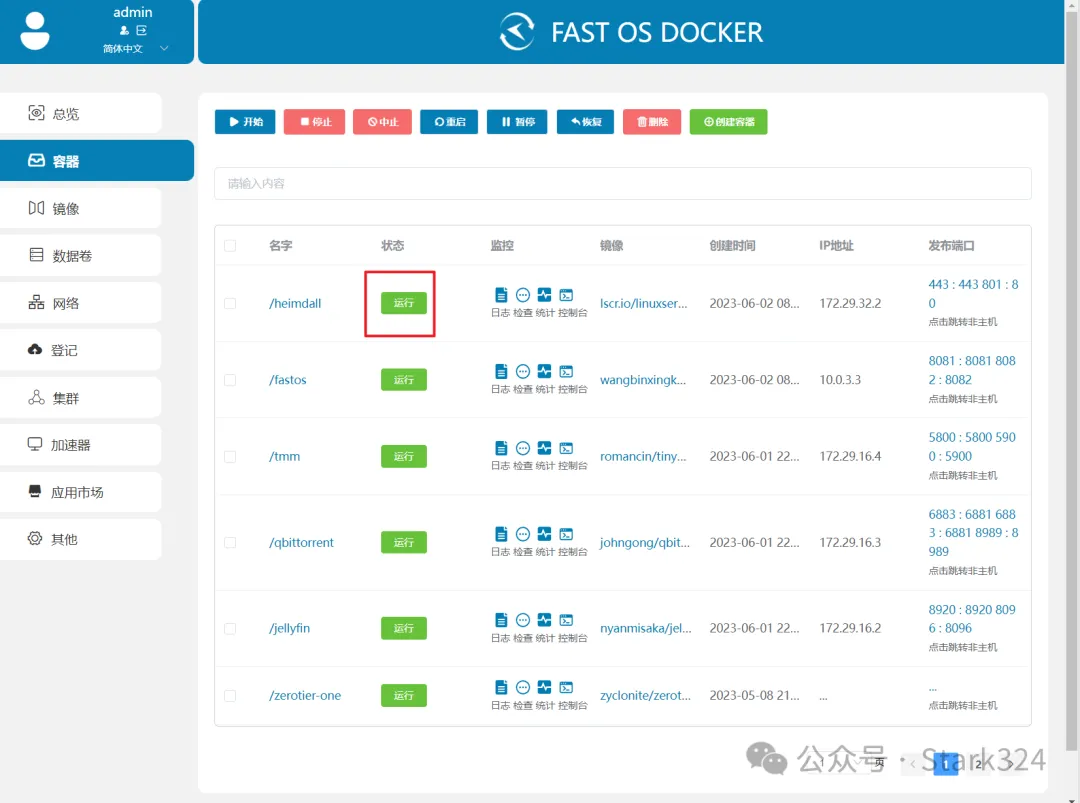 admin
简体中文
FAST OS DOCKER
总览
容器
镜像
数据卷
网络
登记
集群
加速器
应用市场
其他
开始 停止 中止 重启 暂停 恢复 删除 创建容器
请输入内容
名字 状态 监控 镜像 创建时间 IP地址 发布端口
/heimdall 运行 日志 检查 统计 控制台 lscr.io/linuxser... 2023-06-02 08... 172.29.32.2 443 : 443 801 : 8
0
点击跳转非主机
/fastos 运行 日志 检查 统计 控制台 wangbinxingk... 2023-06-02 08... 10.0.3.3 8081 : 8081 808
2 : 8082
点击跳转非主机
/tmm 运行 日志 检查 统计 控制台 romancin/tiny... 2023-06-01 22... 172.29.16.4 5800 : 5800 590
0 : 5900
点击跳转非主机
/qbittorrent 运行 日志 检查 统计 控制台 johngong/qbit... 2023-06-01 22... 172.29.16.3 6883 : 6881 688
3 : 6881 8989 : 8
989
点击跳转非主机
/jellyfin 运行 日志 检查 统计 控制台 nyanmisaka/jel... 2023-06-01 22... 172.29.16.2 8920 : 8920 809
6 : 8096
点击跳转非主机
/zerotier-one 运行 日志 检查 统计 控制台 zyclonite/zerot... 2023-05-08 21... ... ...
点击跳转非主机
页 1 2
公众号 · Stark324